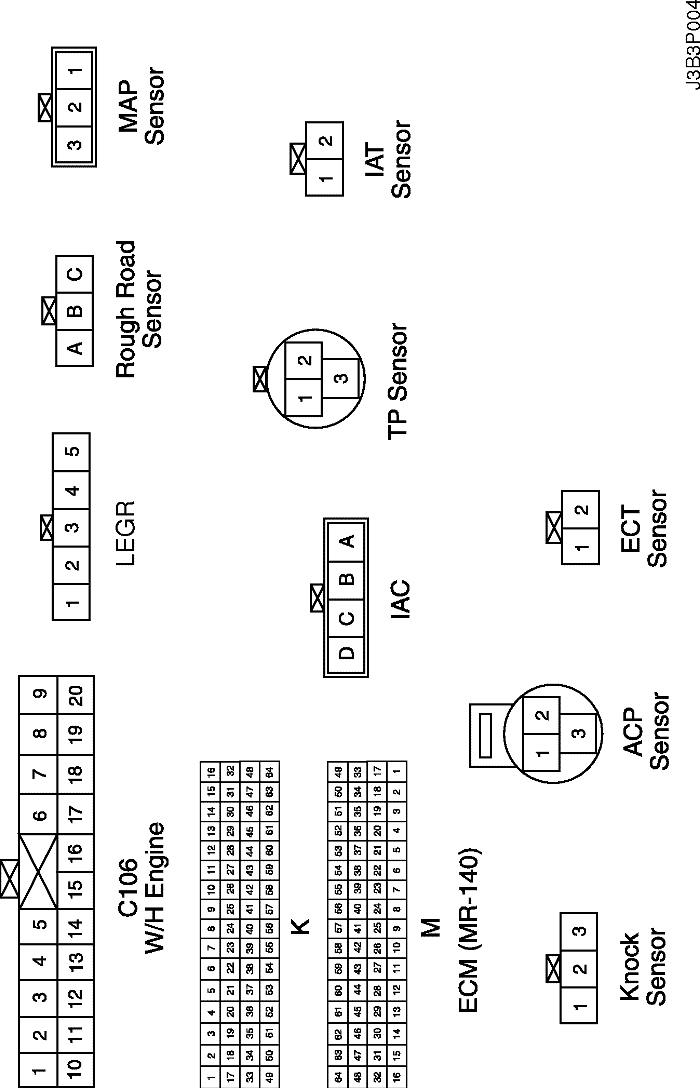 1 2 3 4 5 6 7 8 9
10 11 12 13 14 15 16 17 18 19 20
C106
W/H Engine
1 2 3 4 5
LEGR
A B C
Rough Road
Sensor
3 2 1
MAP
Sensor
1 2 3 4 5 6 7 8 9 10 11 12 13 14 15 16
17 18 19 20 21 22 23 24 25 26 27 28 29 30 31 32
33 34 35 36 37 38 39 40 41 42 43 44 45 46 47 48
49 50 51 52 53 54 55 56 57 58 59 60 61 62 63 64
K
64 63 62 61 60 59 58 57 56 55 54 53 52 51 50 49
48 47 46 45 44 43 42 41 40 39 38 37 36 35 34 33
32 31 30 29 28 27 26 25 24 23 22 21 20 19 18 17
16 15 14 13 12 11 10 9 8 7 6 5 4 3 2 1
M
ECM (MR-140)
D C B A
IAC
1 2
3
TP Sensor
1 2
IAT
Sensor
1 2 3
Knock
Sensor
1 2
3
ACP
Sensor
1 2
ECT
Sensor
J3B3P004